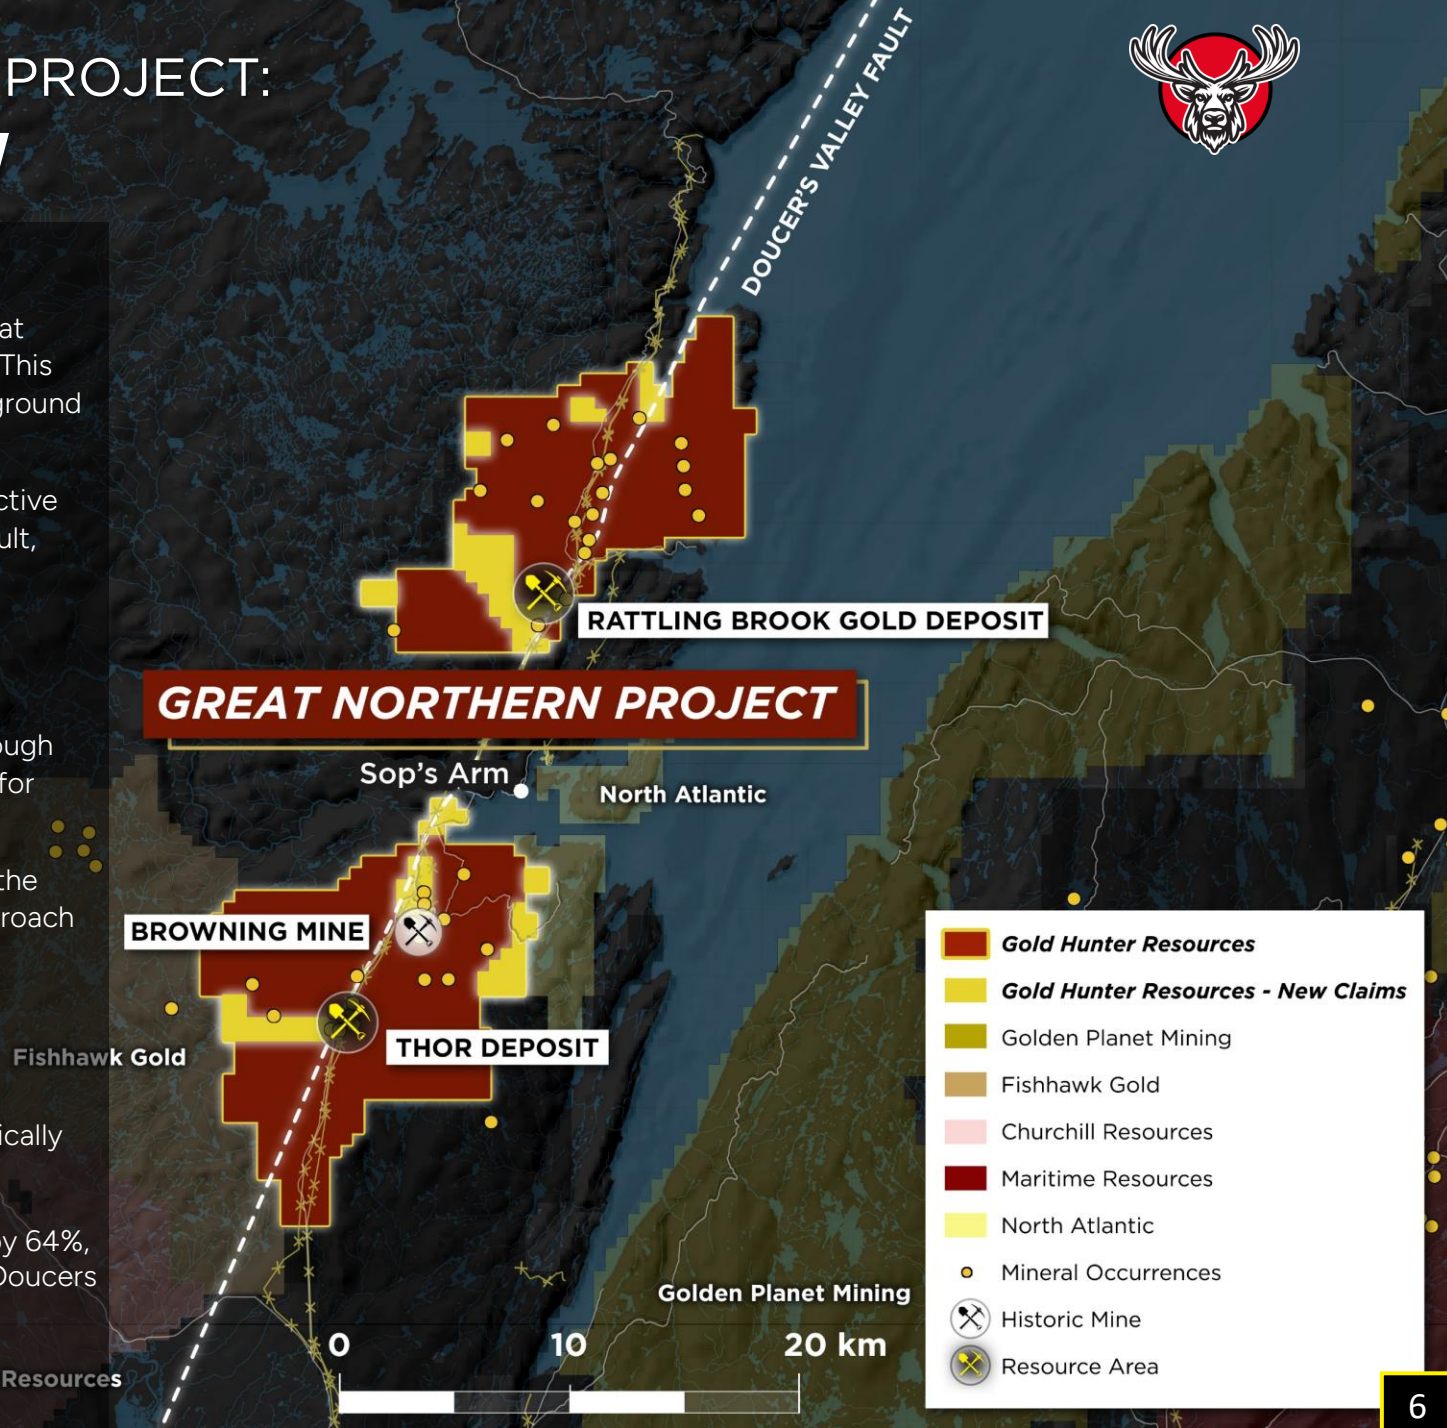 PROJECT:
at
This
ground
ctive
ult,
ough
for
the
roach
ically
by 64%,
Doucers
DOUCER'S VALLEY FAULT
RATTLING BROOK GOLD DEPOSIT
GREAT NORTHERN PROJECT
Sop's Arm
North Atlantic
BROWNING MINE
THOR DEPOSIT
Fishhawk Gold
Golden Planet Mining
Resources
0 10 20 km
Gold Hunter Resources
Gold Hunter Resources - New Claims
Golden Planet Mining
Fishhawk Gold
Churchill Resources
Maritime Resources
North Atlantic
Mineral Occurrences
Historic Mine
Resource Area
6